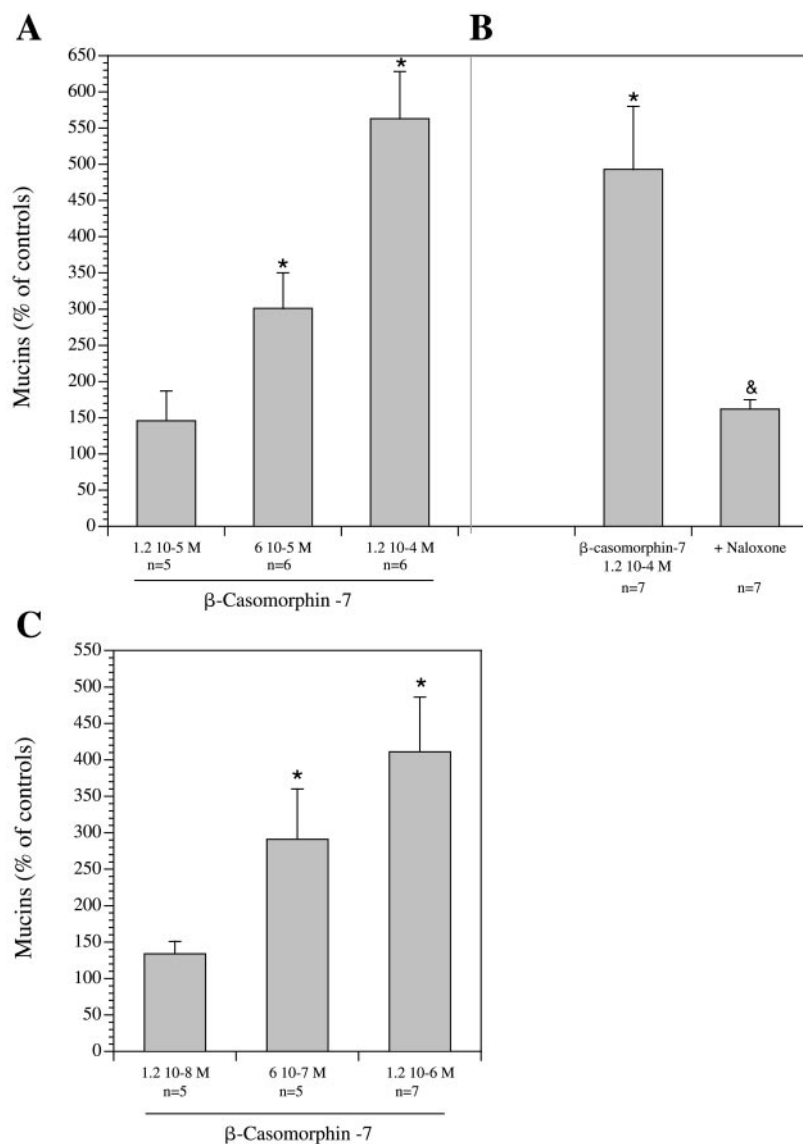 A
B
Mucins (% of controls)
650
600
550
500
450
400
350
300
250
200
150
100
50
0
*
*
*
&
1.2 10-5 M
n=5
6 10-5 M
n=6
1.2 10-4 M
n=6
β-Casomorphin -7
β-casomorphin-7
1.2 10-4 M
n=7
+ Naloxone
n=7
C
Mucins (% of controls)
550
500
450
400
350
300
250
200
150
100
50
0
*
*
1.2 10-8 M
n=5
6 10-7 M
n=5
1.2 10-6 M
n=7
β-Casomorphin -7